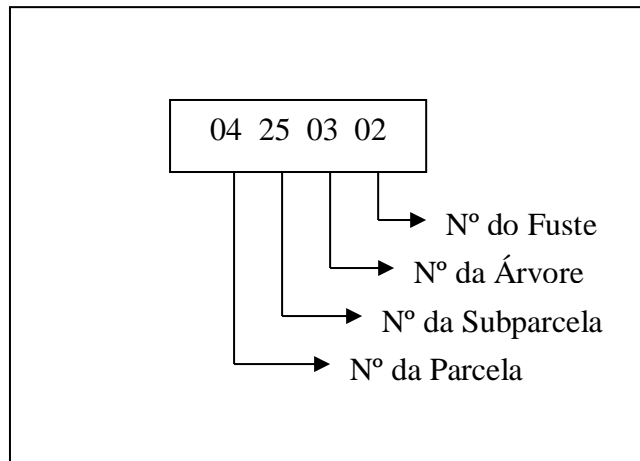 04 25 03 02
Nº do Fuste
Nº da Árvore
Nº da Subparcela
Nº da Parcela